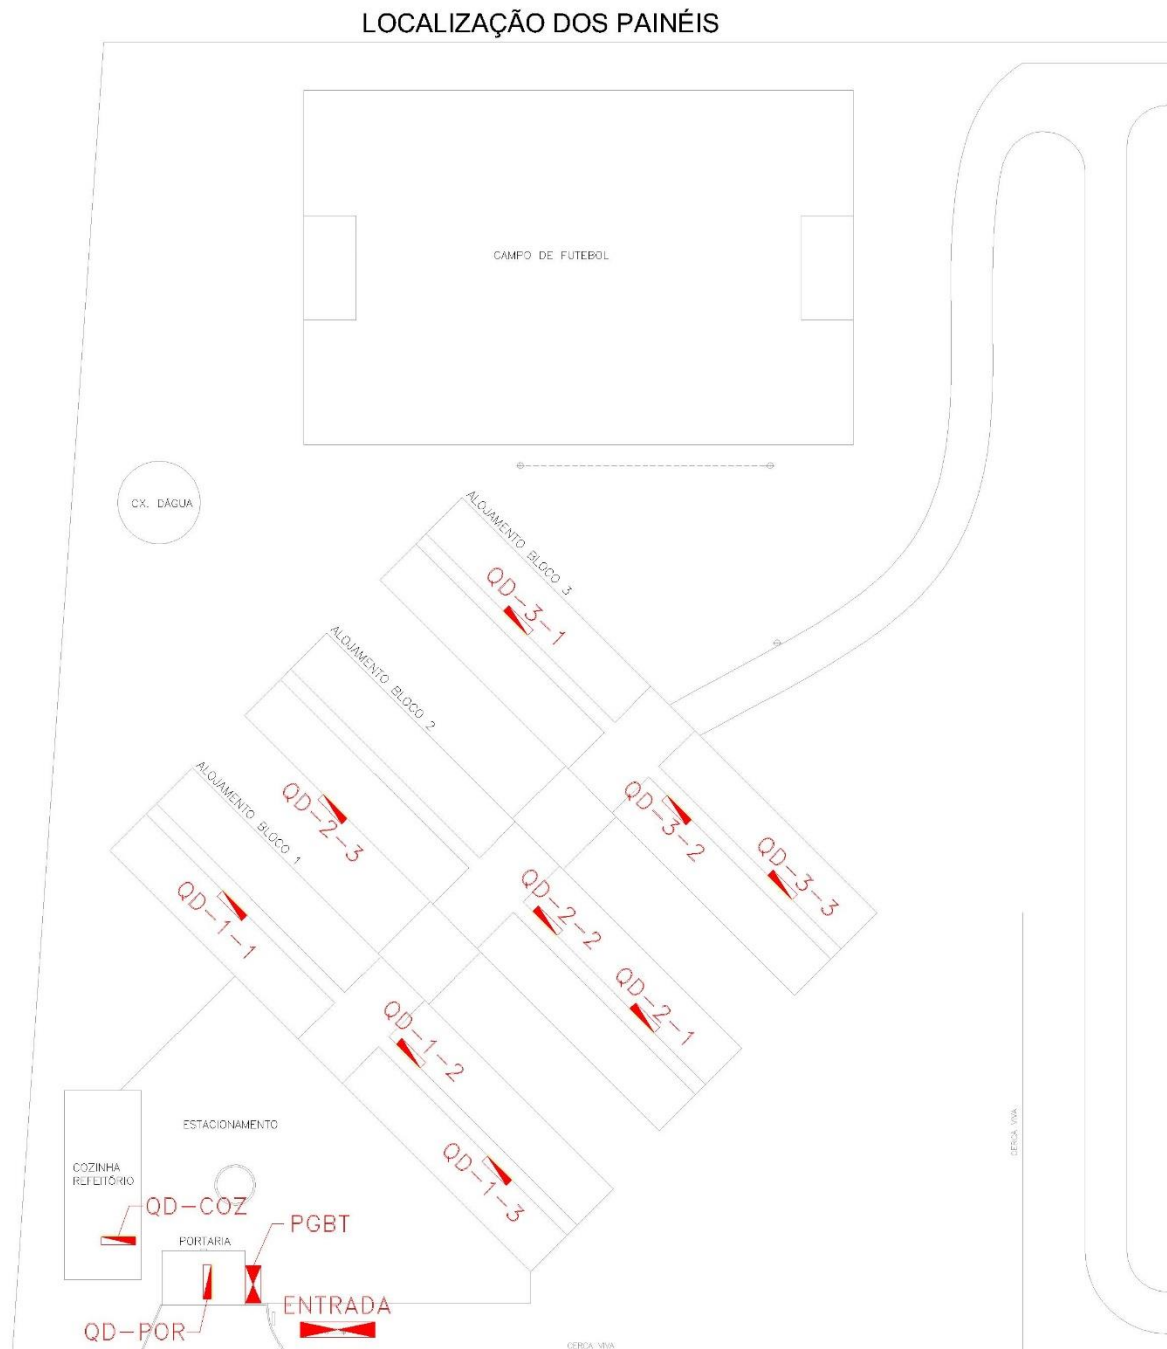 LOCALIZAÇÃO DOS PAINÉIS
CAMPO DE FUTEBOL
CX. DÁGUA
ALOJAMENTO BLOCO 3
QD-3-1
ALOJAMENTO BLOCO 2
ALOJAMENTO BLOCO 1
QD-2-3
QD-3-2
QD-3-3
QD-1-1
QD-2-2
QD-2-1
QD-1-2
QD-1-3
ESTACIONAMENTO
CERCA VIVA
COZINHA
REFEITÓRIO
QD-COZ
PORTARIA
PGBT
ENTRADA
QD-POR
CERCA VIVA